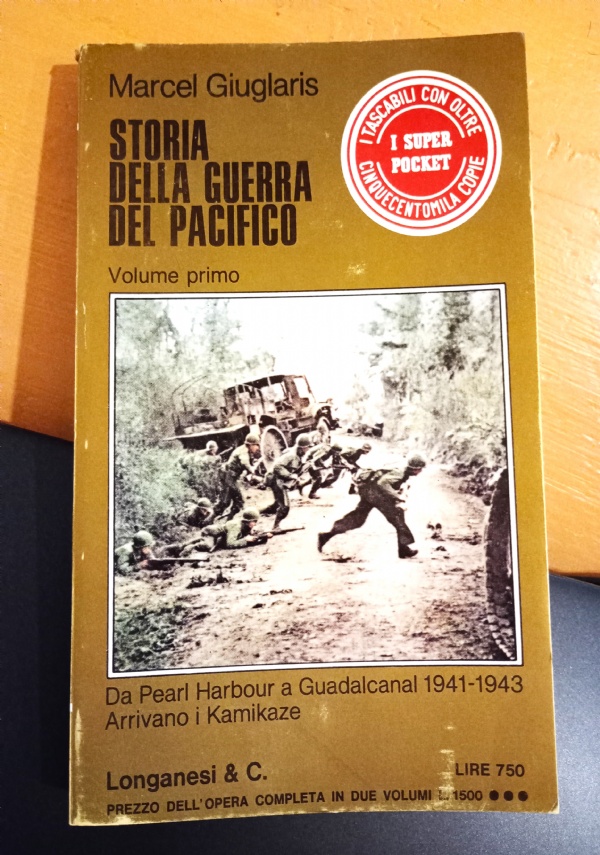 Marcel Giuglaris
STORIA
DELLA GUERRA
DEL PACIFICO
Volume primo
I TASCABILI CON OLTRE
I SUPER
POCKET
CINQUECENTOMILA COPIE
Da Pearl Harbour a Guadalcanal 1941-1943
Arrivano i Kamikaze
Longanesi & C.
LIRE 750
PREZZO DELL'OPERA COMPLETA IN DUE VOLUMI L. 1500 ●●●